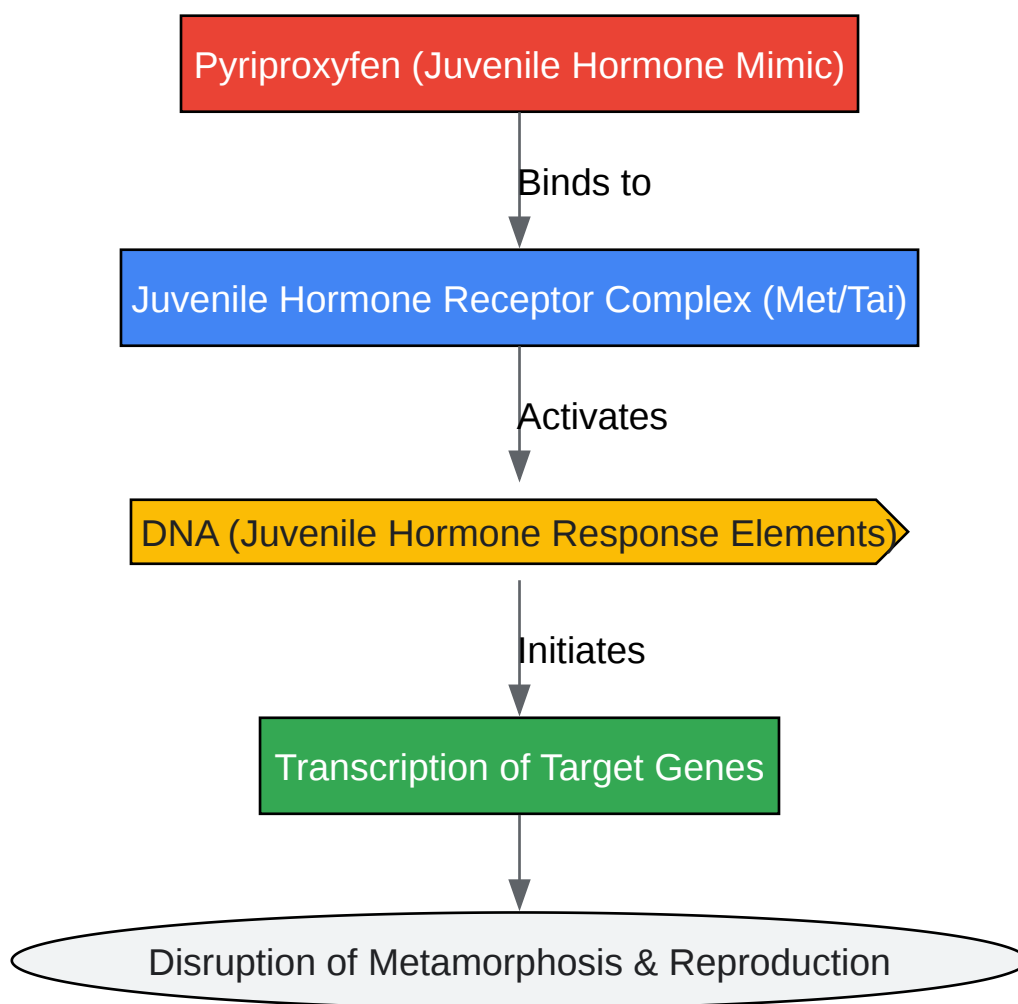 Pyriproxyfen (Juvenile Hormone Mimic)
Binds to
Juvenile Hormone Receptor Complex (Met/Tai)
Activates
DNA (Juvenile Hormone Response Elements)
Initiates
Transcription of Target Genes
Disruption of Metamorphosis & Reproduction